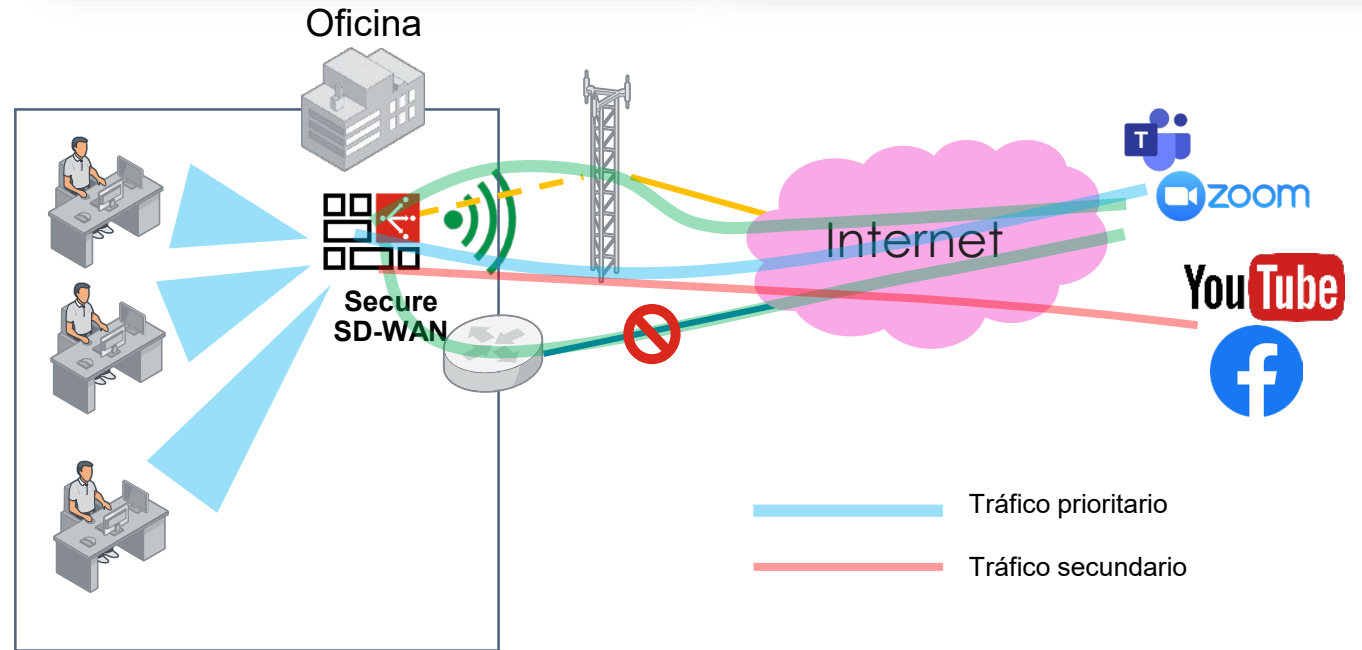 Oficina
T
zoom
Internet
YouTube
Secure
SD-WAN
f
Tráfico prioritario
Tráfico secundario